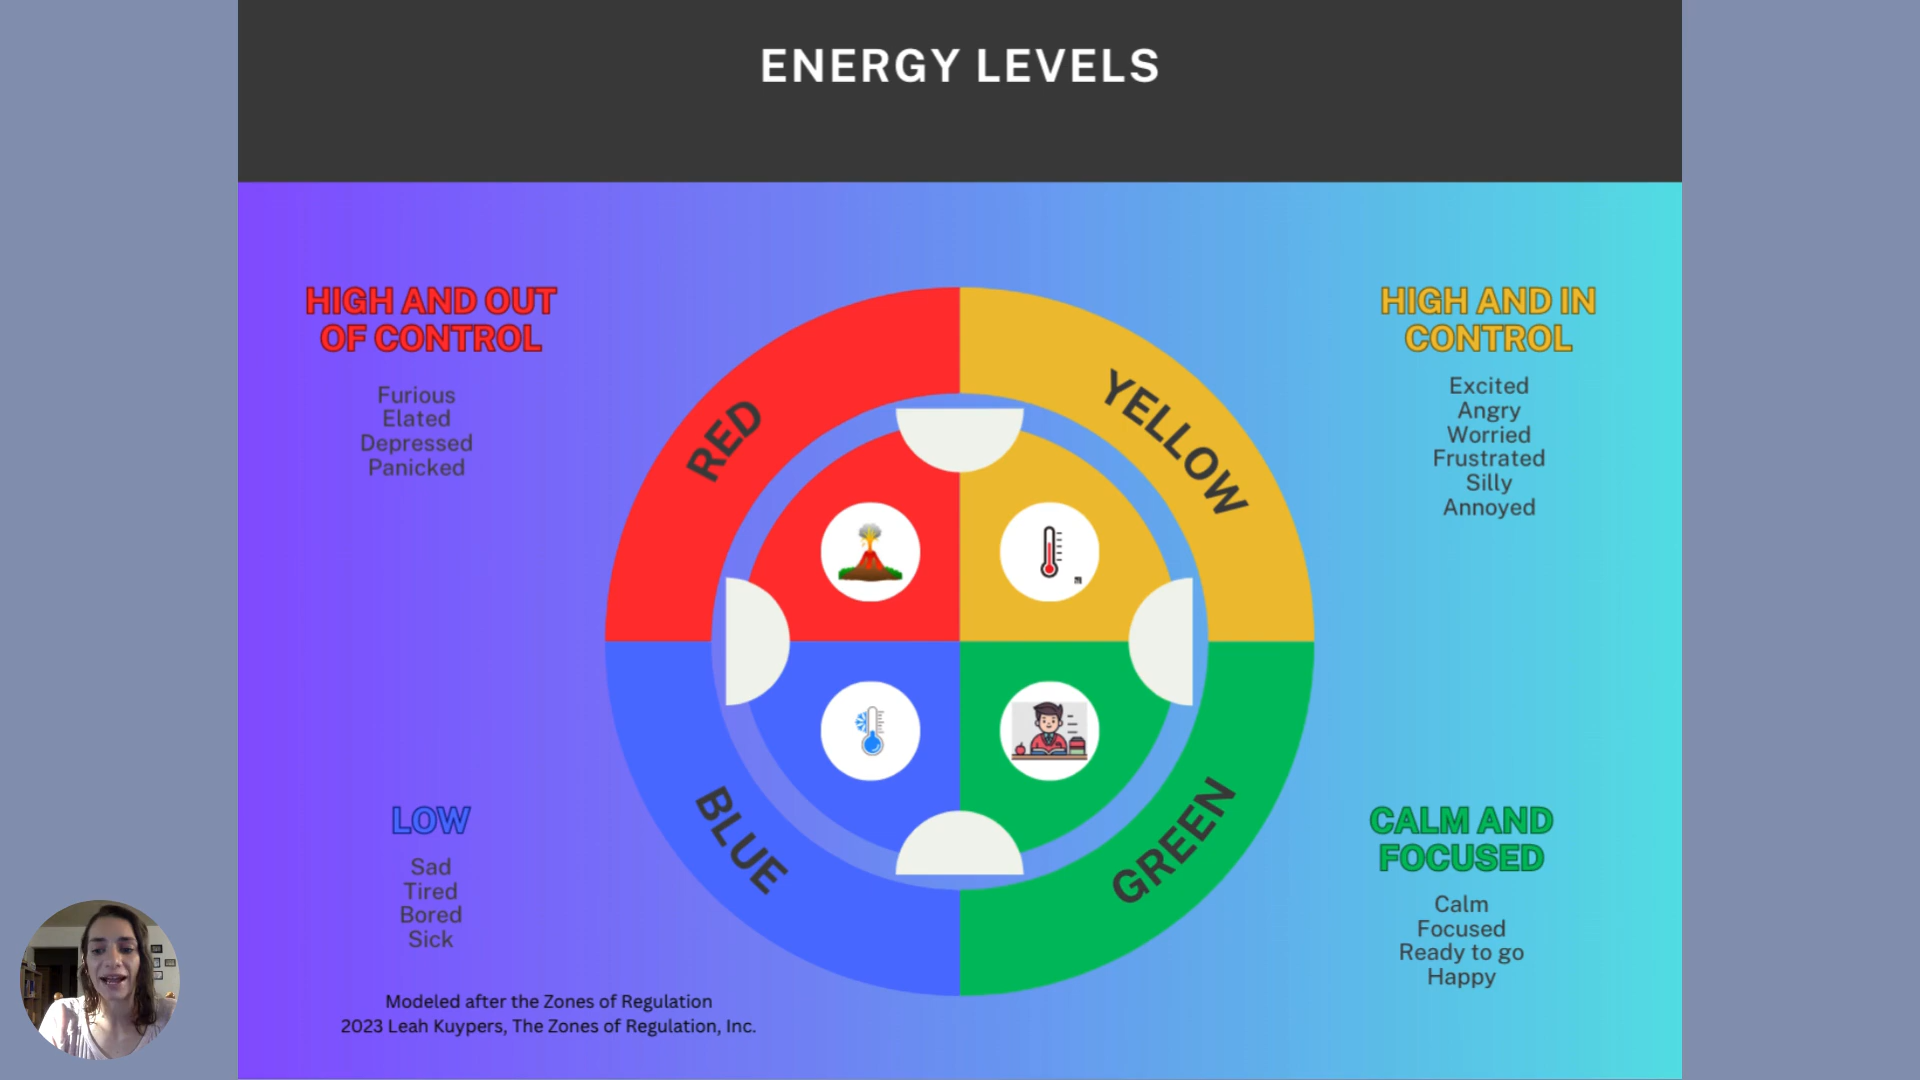 ENERGY LEVELS
HIGH AND OUT
OF CONTROL
Furious
Elated
Depressed
Panicked
HIGH AND IN
CONTROL
Excited
Angry
Worried
Frustrated
Silly
Annoyed
RED
YELLOW
BLUE
GREEN
LOW
Sad
Tired
Bored
Sick
CALM AND
FOCUSED
Calm
Focused
Ready to go
Happy
Modeled after the Zones of Regulation
2023 Leah Kuypers, The Zones of Regulation, Inc.